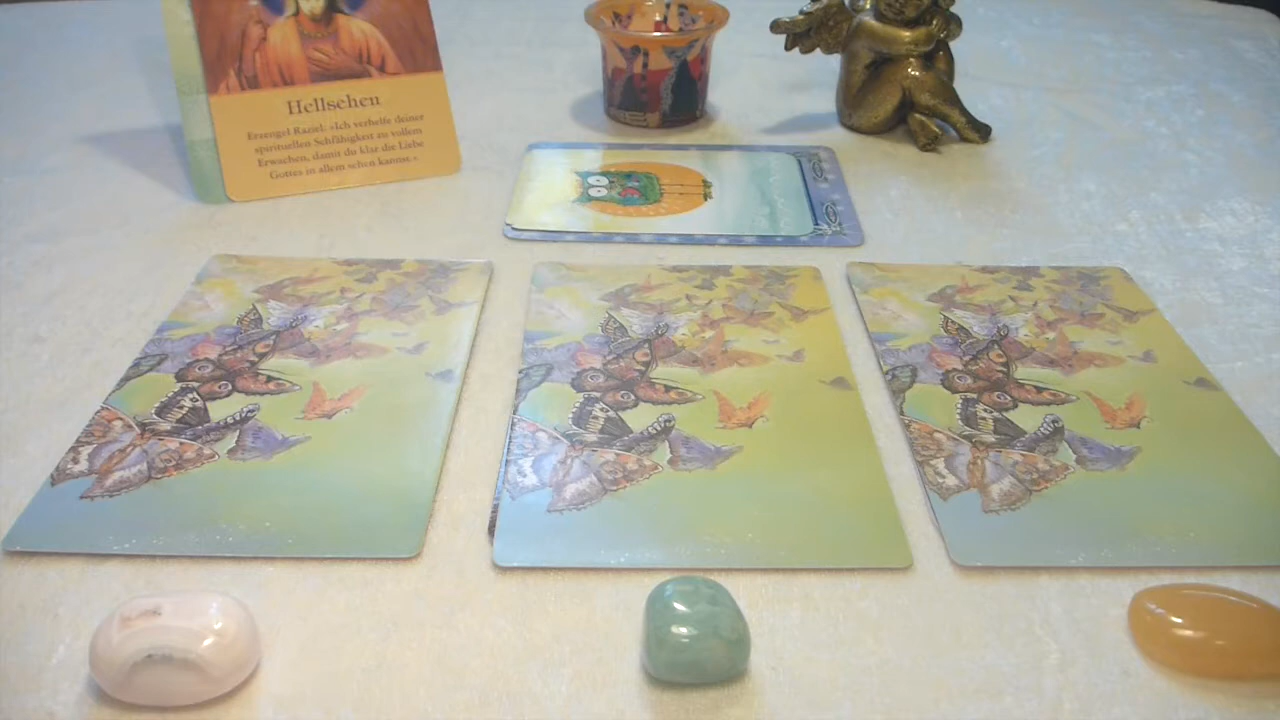 Hellsehen
Erzengel Raziel: »Ich verhelfe deiner
spirituellen Sehfähigkeit zu vollem
Erwachen, damit du klar die Liebe
Gottes in allem sehen kannst.«